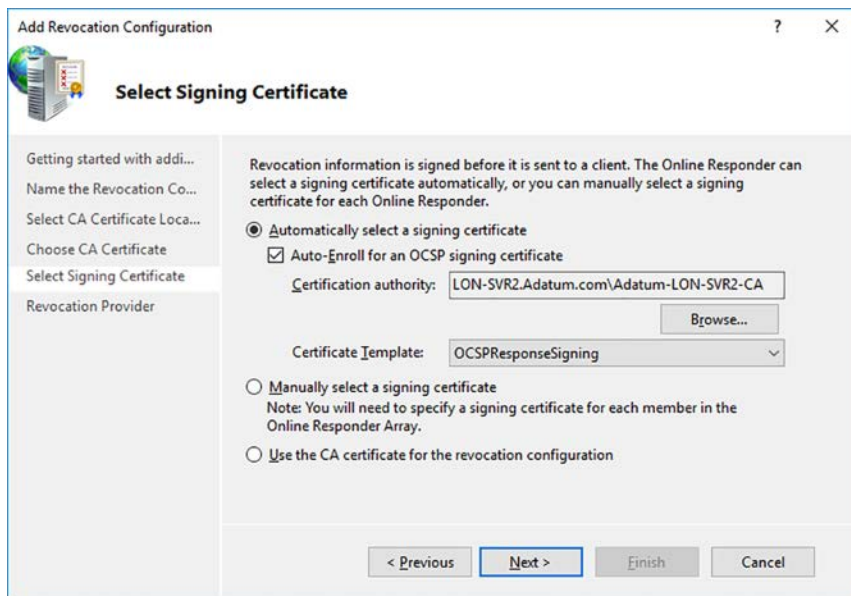 Add Revocation Configuration
?
Select Signing Certificate
Getting started with addi...
Name the Revocation Co...
Select CA Certificate Loca...
Choose CA Certificate
Select Signing Certificate
Revocation Provider
Revocation information is signed before it is sent to a client. The Online Responder can
select a signing certificate automatically, or you can manually select a signing
certificate for each Online Responder.
Automatically select a signing certificate
Auto-Enroll for an OCSP signing certificate
Certification authority: LON-SVR2.Adatum.com\Adatum-LON-SVR2-CA
Browse...
Certificate Template: OCSPResponseSigning
Manually select a signing certificate
Note: You will need to specify a signing certificate for each member in the
Online Responder Array.
Use the CA certificate for the revocation configuration
< Previous Next > Finish Cancel